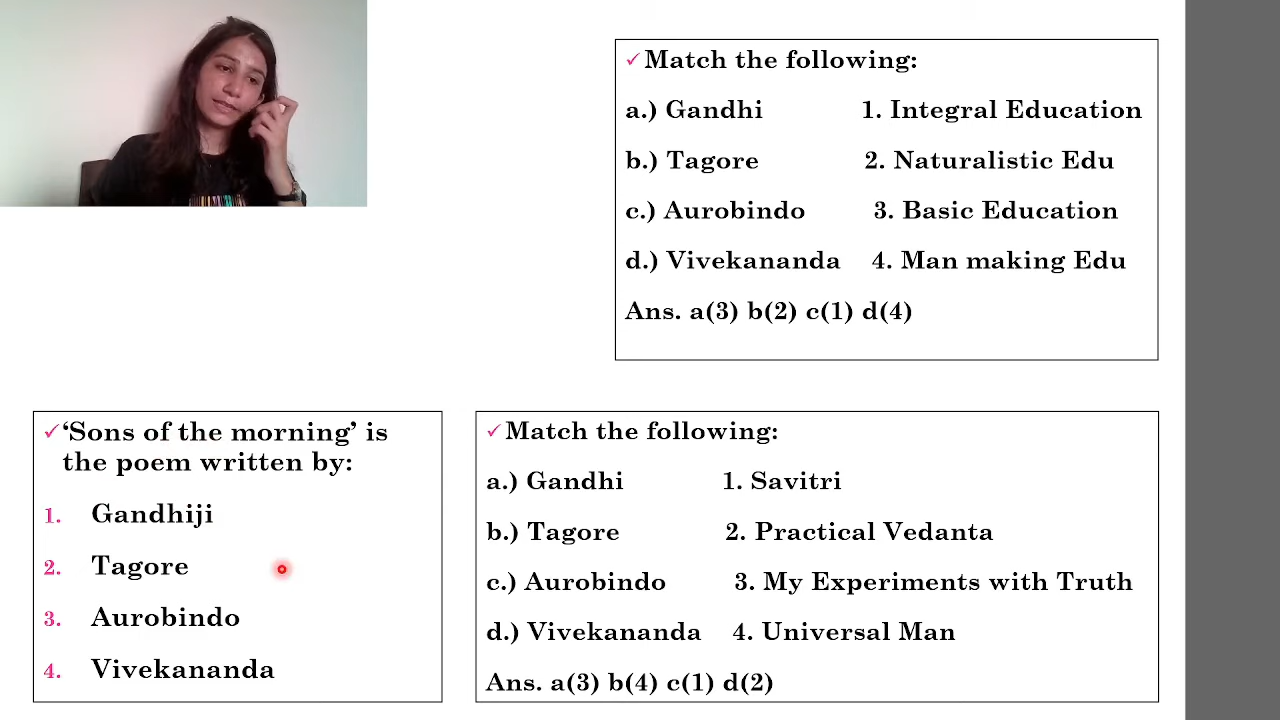 ✓ Match the following:
a.) Gandhi 1. Integral Education
b.) Tagore 2. Naturalistic Edu
c.) Aurobindo 3. Basic Education
d.) Vivekananda 4. Man making Edu
Ans. a(3) b(2) c(1) d(4)
✓ ‘Sons of the morning’ is
the poem written by:
1. Gandhiji
2. Tagore
3. Aurobindo
4. Vivekananda
✓ Match the following:
a.) Gandhi 1. Savitri
b.) Tagore 2. Practical Vedanta
c.) Aurobindo 3. My Experiments with Truth
d.) Vivekananda 4. Universal Man
Ans. a(3) b(4) c(1) d(2)